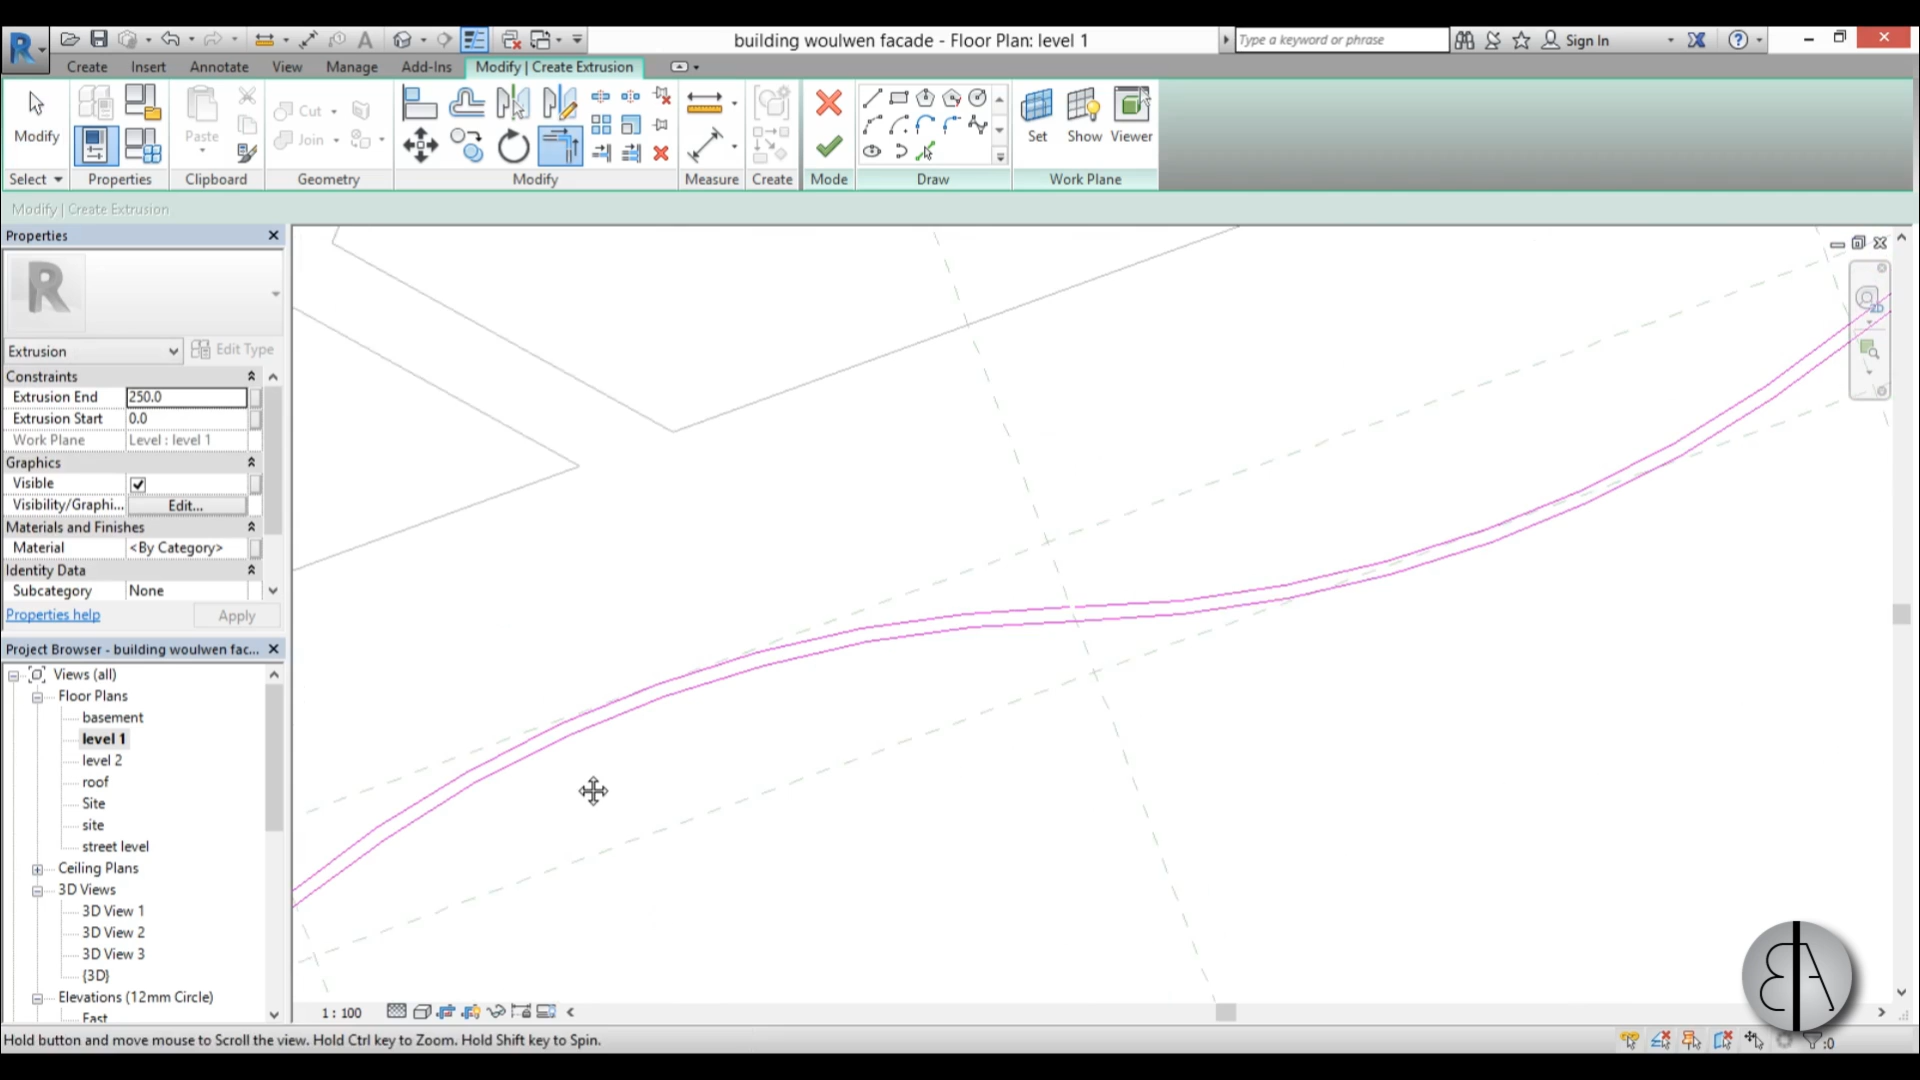 building woulwen facade - Floor Plan: level 1
Type a keyword or phrase
Sign In
Create
Insert
Annotate
View
Manage
Add-Ins
Modify | Create Extrusion
Modify
Paste
Cut
Join
Set
Show
Viewer
Select
Properties
Clipboard
Geometry
Modify
Measure
Create
Mode
Draw
Work Plane
Modify | Create Extrusion
Properties
Extrusion
Edit Type
Constraints
Extrusion End 250.0
Extrusion Start 0.0
Work Plane Level : level 1
Graphics
Visible
Visibility/Graphi... Edit...
Materials and Finishes
Material <By Category>
Identity Data
Subcategory None
Properties help
Apply
Project Browser - building woulwen fac...
Views (all)
Floor Plans
basement
level 1
level 2
roof
Site
site
street level
Ceiling Plans
3D Views
3D View 1
3D View 2
3D View 3
{3D}
Elevations (12mm Circle)
East
2D
1 : 100
Hold button and move mouse to Scroll the view. Hold Ctrl key to Zoom. Hold Shift key to Spin.
:0